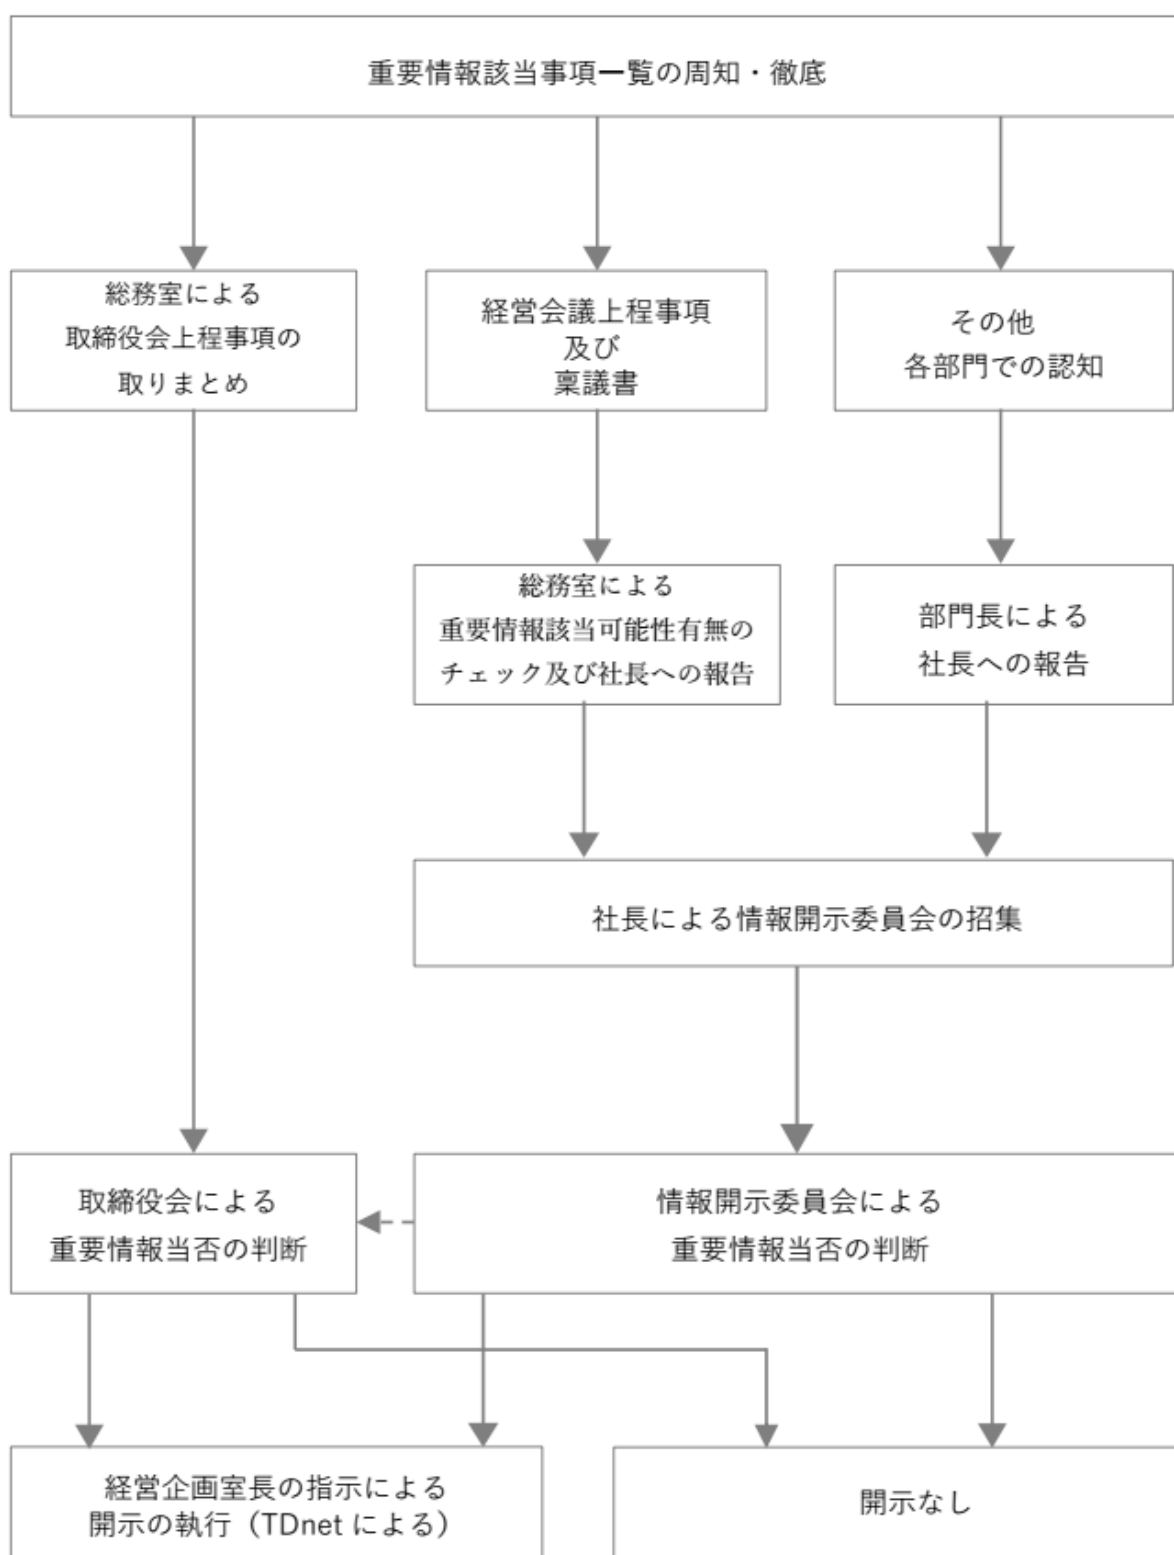 重要情報該当事項一覧の周知・徹底
総務室による
取締役会上程事項の
取りまとめ
経営会議上程事項
及び
稟議書
その他
各部門での認知
総務室による
重要情報該当可能性有無の
チェック及び社長への報告
部門長による
社長への報告
社長による情報開示委員会の招集
取締役会による
重要情報当否の判断
情報開示委員会による
重要情報当否の判断
経営企画室長の指示による
開示の執行（TDnet による）
開示なし